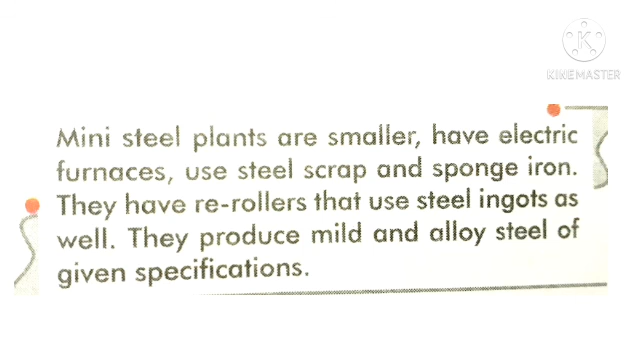 KINEMASTER
Mini steel plants are smaller, have electric
furnaces, use steel scrap and sponge iron.
They have re-rollers that use steel ingots as
well. They produce mild and alloy steel of
given specifications.